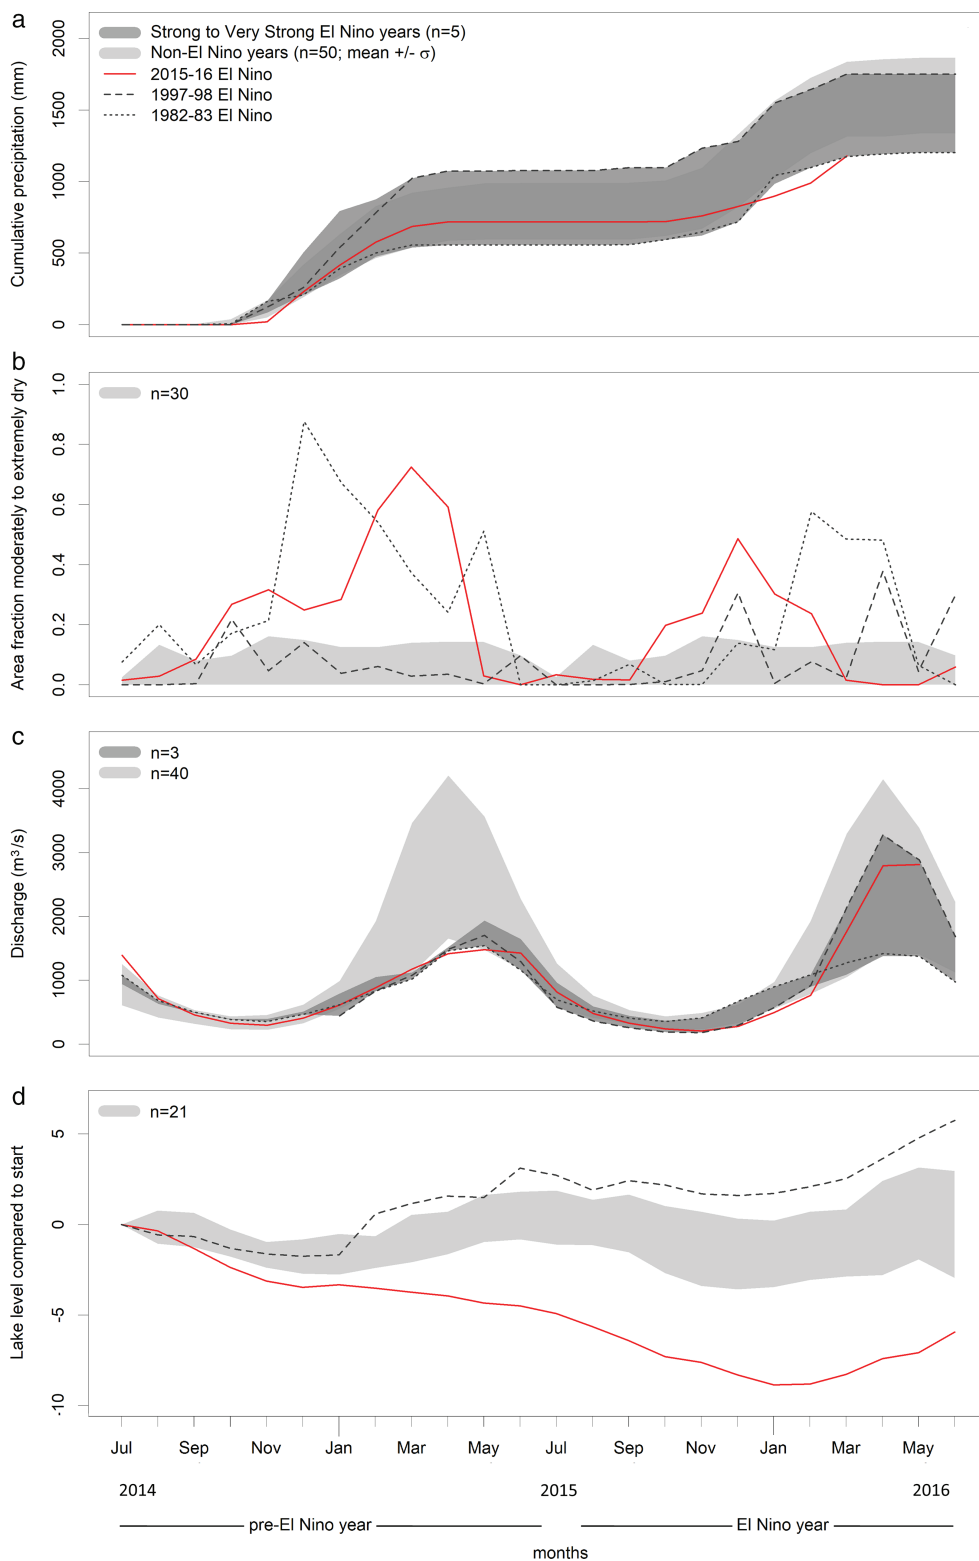 a
Cumulative precipitation (mm)
2000
1500
1000
500
0
Strong to Very Strong El Nino years (n=5)
Non-El Nino years (n=50; mean +/- σ)
2015-16 El Nino
1997-98 El Nino
1982-83 El Nino
b
Area fraction moderately to extremely dry
1.0
0.8
0.6
0.4
0.2
0.0
n=30
c
Discharge (m³/s)
4000
3000
2000
1000
0
n=3
n=40
d
Lake level compared to start
5
0
-5
-10
n=21
Jul Sep Nov Jan Mar May Jul Sep Nov Jan Mar May
2014 2015 2016
pre-El Nino year El Nino year
months